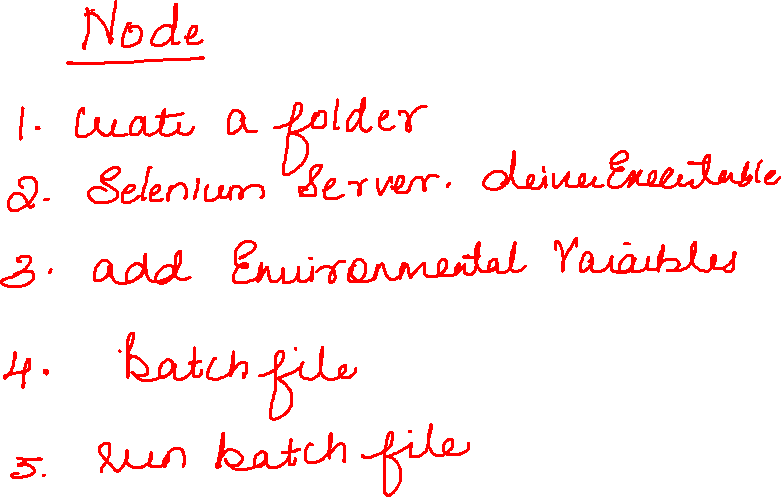 Node
1. Create a folder
2. Selenium Server. driverExecutable
3. add Environmental Variables
4. batch file
5. Run batch file